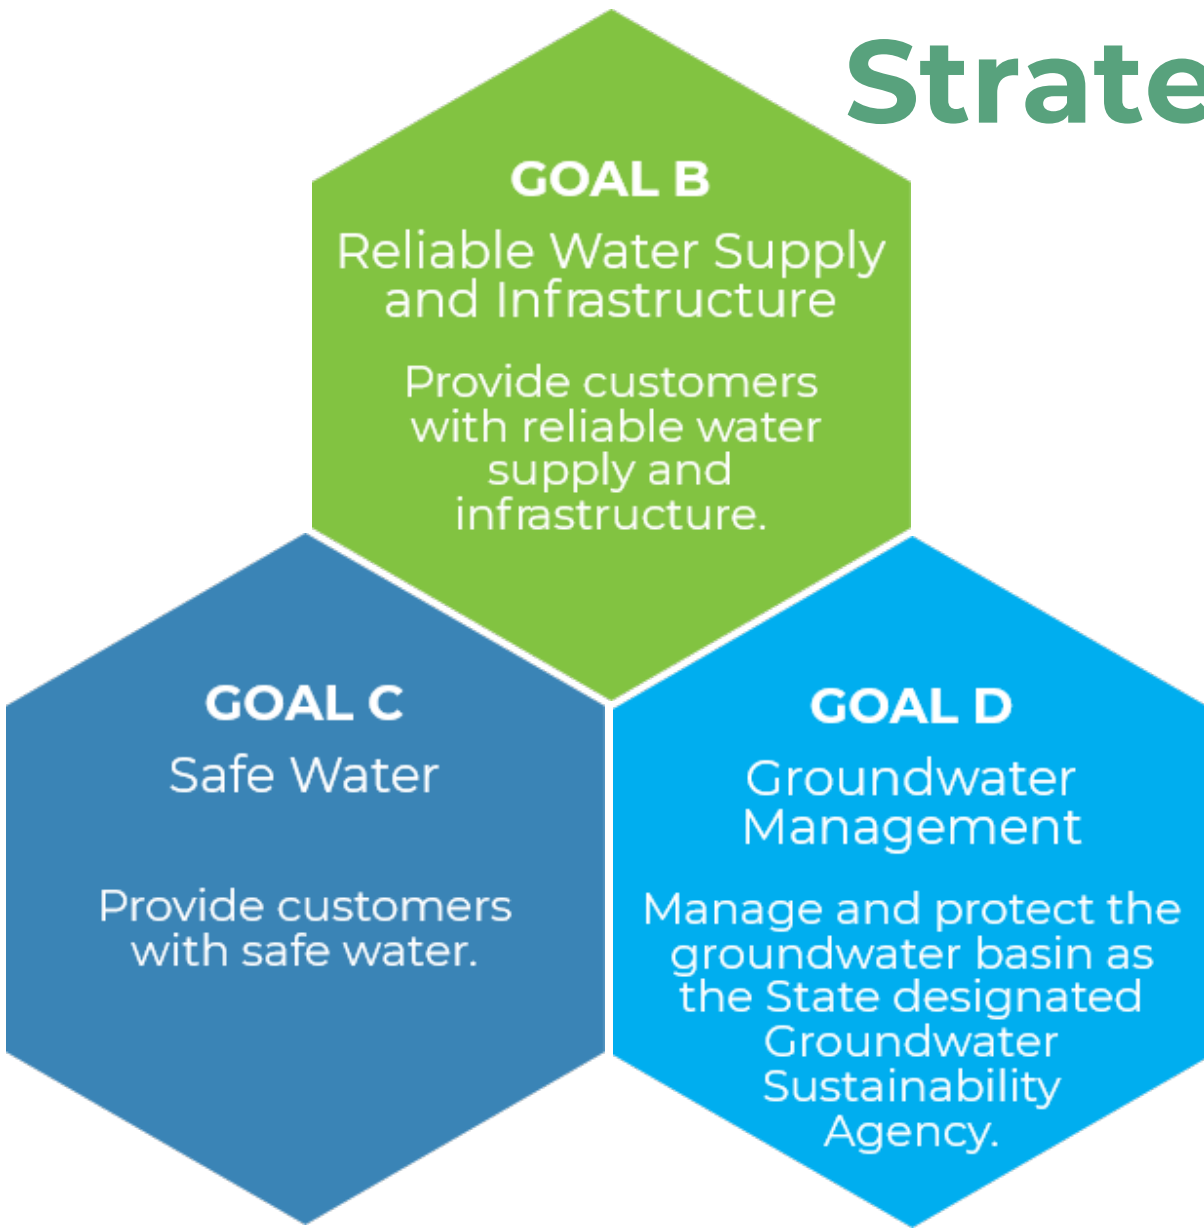 Strate
GOAL B
Reliable Water Supply
and Infrastructure
Provide customers
with reliable water
supply and
infrastructure.
GOAL C
Safe Water
Provide customers
with safe water.
GOAL D
Groundwater
Management
Manage and protect the
groundwater basin as
the State designated
Groundwater
Sustainability
Agency.